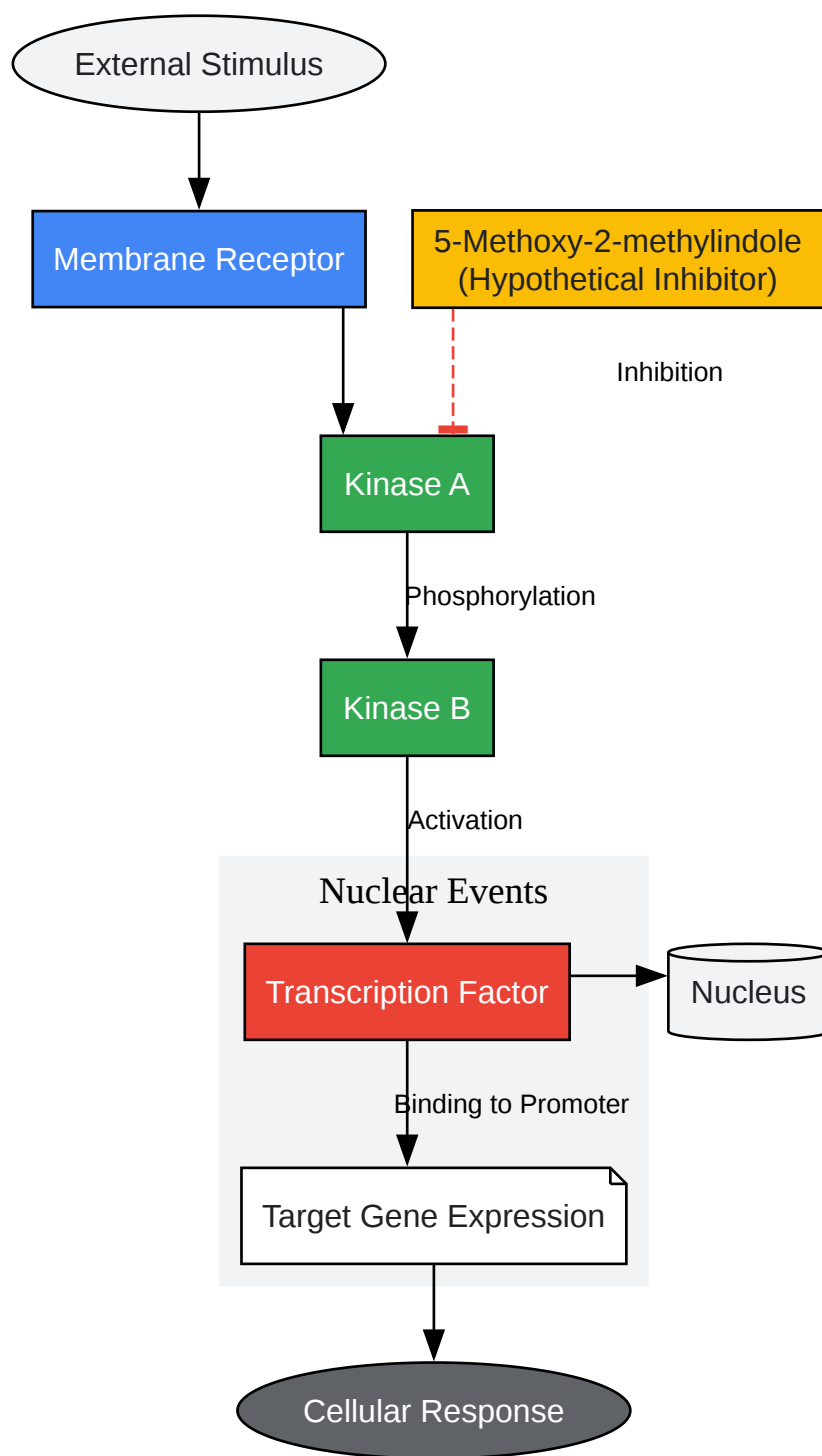 External Stimulus
Membrane Receptor
5-Methoxy-2-methylindole
(Hypothetical Inhibitor)
Inhibition
Kinase A
Phosphorylation
Kinase B
Activation
Nuclear Events
Transcription Factor
Nucleus
Binding to Promoter
Target Gene Expression
Cellular Response